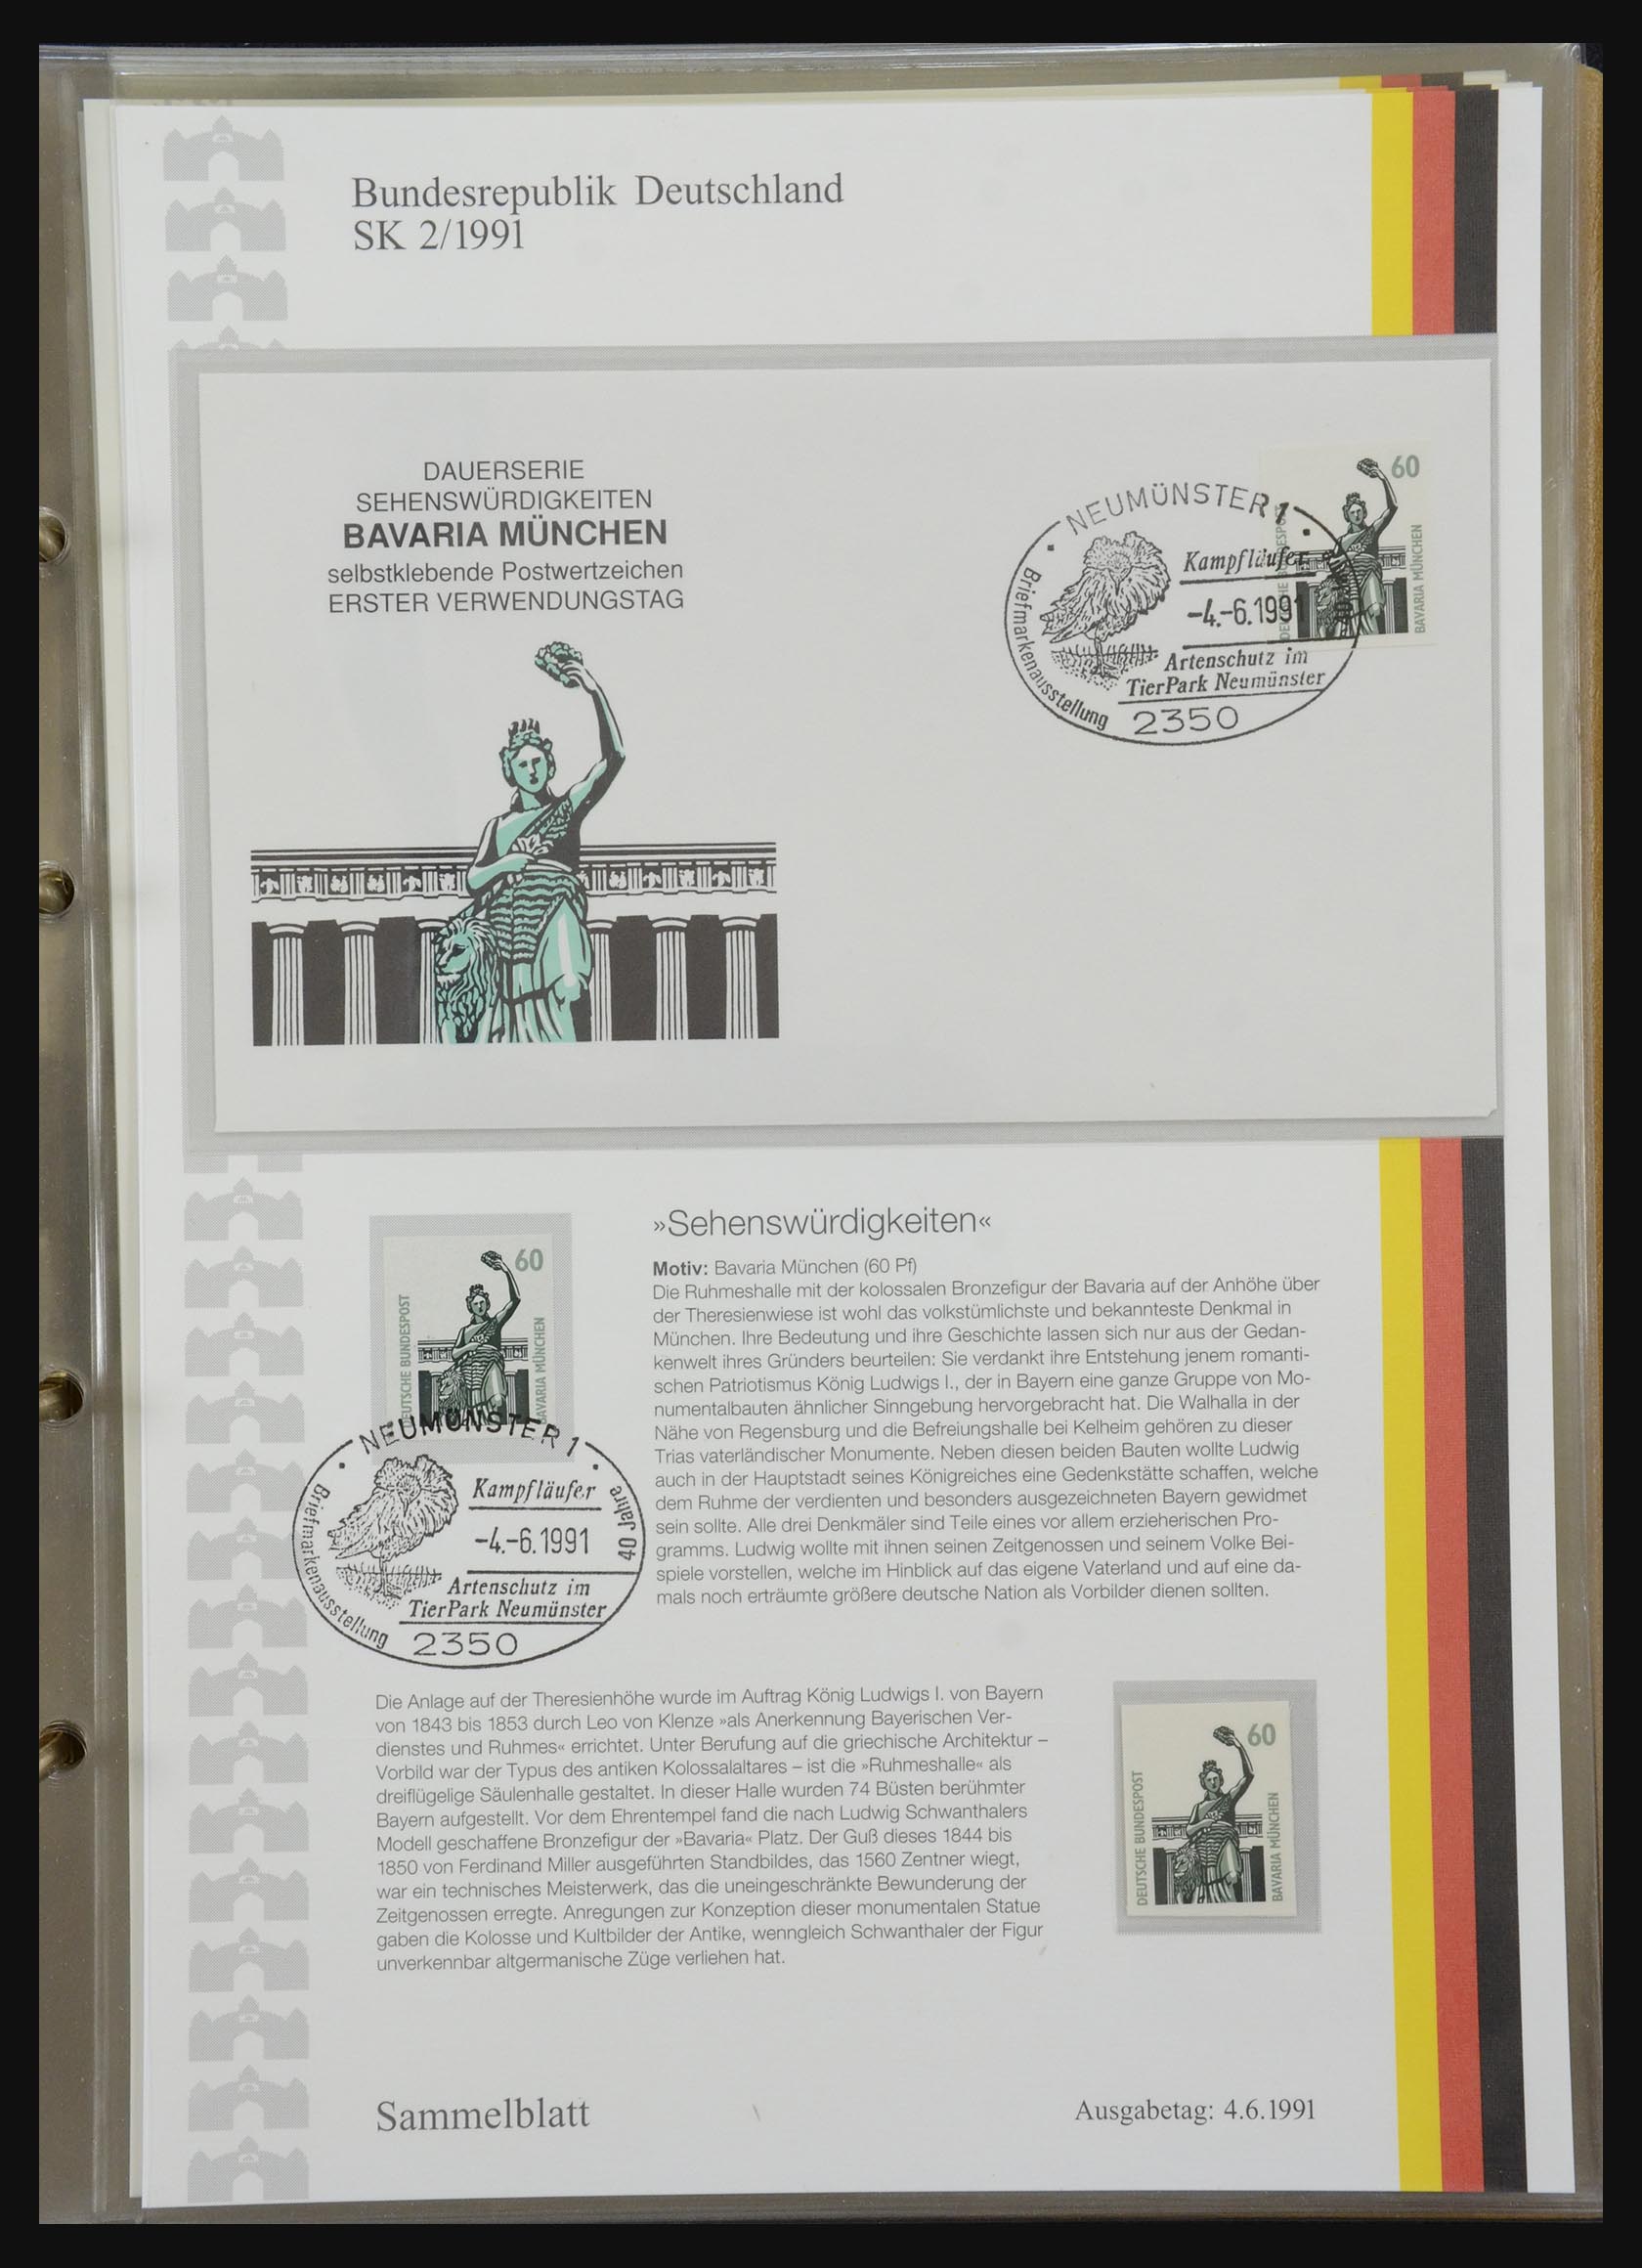 Bundesrepublik Deutschland
SK 2/1991
DAUERSERIE
SEHENSWÜRDIGKEITEN
BAVARIA MÜNCHEN
selbstklebende Postwertzeichen
ERSTER VERWENDUNGSTAG
60
BAVARIA MÜNCHEN
NEUMÜNSTER 1
Kampfläufer
-4.-6.1991
Artenschutz im
TierPark Neumünster
Briefmarkenausstellung
2350
60
DEUTSCHE BUNDESPOST
BAVARIA MÜNCHEN
NEUMÜNSTER 1
Kampfläufer
-4.-6.1991
40 Jahre
Artenschutz im
TierPark Neumünster
Briefmarkenausstellung
2350
»Sehenswürdigkeiten«
Motiv: Bavaria München (60 Pf)
Die Ruhmeshalle mit der kolossalen Bronzefigur der Bavaria auf der Anhöhe über
der Theresienwiese ist wohl das volkstümlichste und bekannteste Denkmal in
München. Ihre Bedeutung und ihre Geschichte lassen sich nur aus der Gedan-
kenwelt ihres Gründers beurteilen: Sie verdankt ihre Entstehung jenem romanti-
schen Patriotismus König Ludwigs I., der in Bayern eine ganze Gruppe von Mo-
numentalbauten ähnlicher Sinngebung hervorgebracht hat. Die Walhalla in der
Nähe von Regensburg und die Befreiungshalle bei Kelheim gehören zu dieser
Trias vaterländischer Monumente. Neben diesen beiden Bauten wollte Ludwig
auch in der Hauptstadt seines Königreiches eine Gedenkstätte schaffen, welche
dem Ruhme der verdienten und besonders ausgezeichneten Bayern gewidmet
sein sollte. Alle drei Denkmäler sind Teile eines vor allem erzieherischen Pro-
gramms. Ludwig wollte mit ihnen seinen Zeitgenossen und seinem Volke Bei-
spiele vorstellen, welche im Hinblick auf das eigene Vaterland und auf eine da-
mals noch erträumte größere deutsche Nation als Vorbilder dienen sollten.
Die Anlage auf der Theresienhöhe wurde im Auftrag König Ludwigs I. von Bayern
von 1843 bis 1853 durch Leo von Klenze »als Anerkennung Bayerischen Ver-
dienstes und Ruhmes« errichtet. Unter Berufung auf die griechische Architektur –
Vorbild war der Typus des antiken Kolossalaltares – ist die »Ruhmeshalle« als
dreiflügelige Säulenhalle gestaltet. In dieser Halle wurden 74 Büsten berühmter
Bayern aufgestellt. Vor dem Ehrentempel fand die nach Ludwig Schwanthalers
Modell geschaffene Bronzefigur der »Bavaria« Platz. Der Guß dieses 1844 bis
1850 von Ferdinand Miller ausgeführten Standbildes, das 1560 Zentner wiegt,
war ein technisches Meisterwerk, das die uneingeschränkte Bewunderung der
Zeitgenossen erregte. Anregungen zur Konzeption dieser monumentalen Statue
gaben die Kolosse und Kultbilder der Antike, wenngleich Schwanthaler der Figur
unverkennbar altgermanische Züge verliehen hat.
60
DEUTSCHE BUNDESPOST
BAVARIA MÜNCHEN
Sammelblatt
Ausgabetag: 4.6.1991